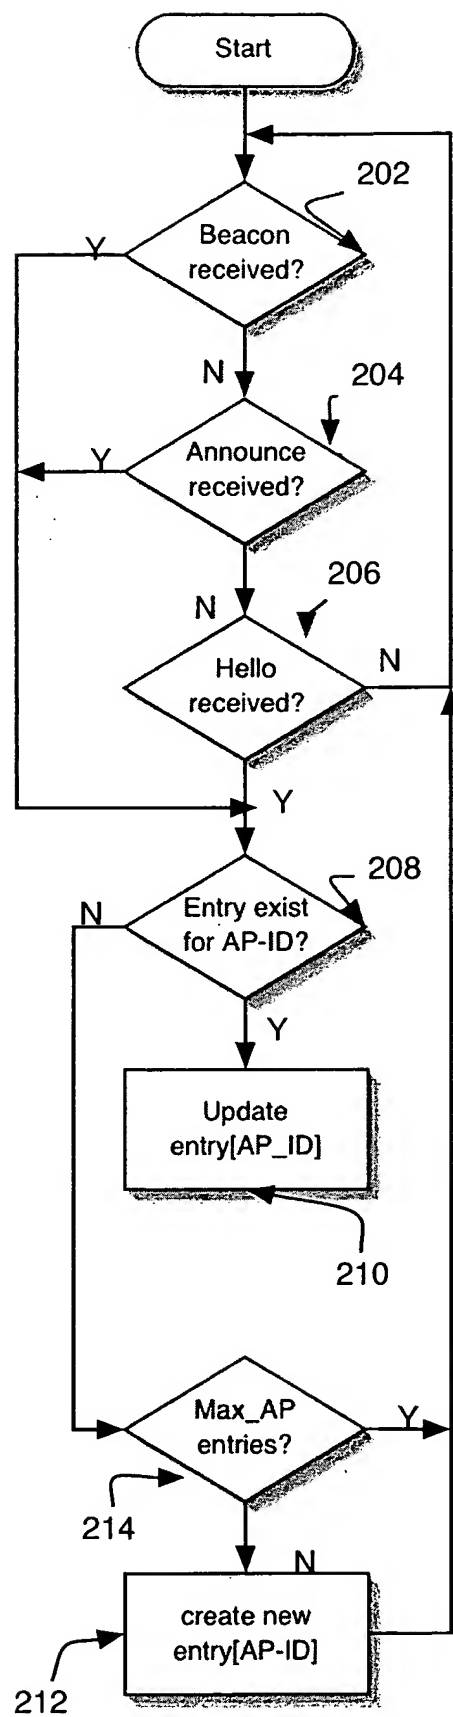 Start
202
Beacon
received?
Y
N
204
Announce
received?
Y
N
206
Hello
received?
N
Y
208
Entry exist
for AP-ID?
N
Y
Update
entry[AP_ID]
210
Max_AP
entries?
Y
214
N
create new
entry[AP-ID]
212